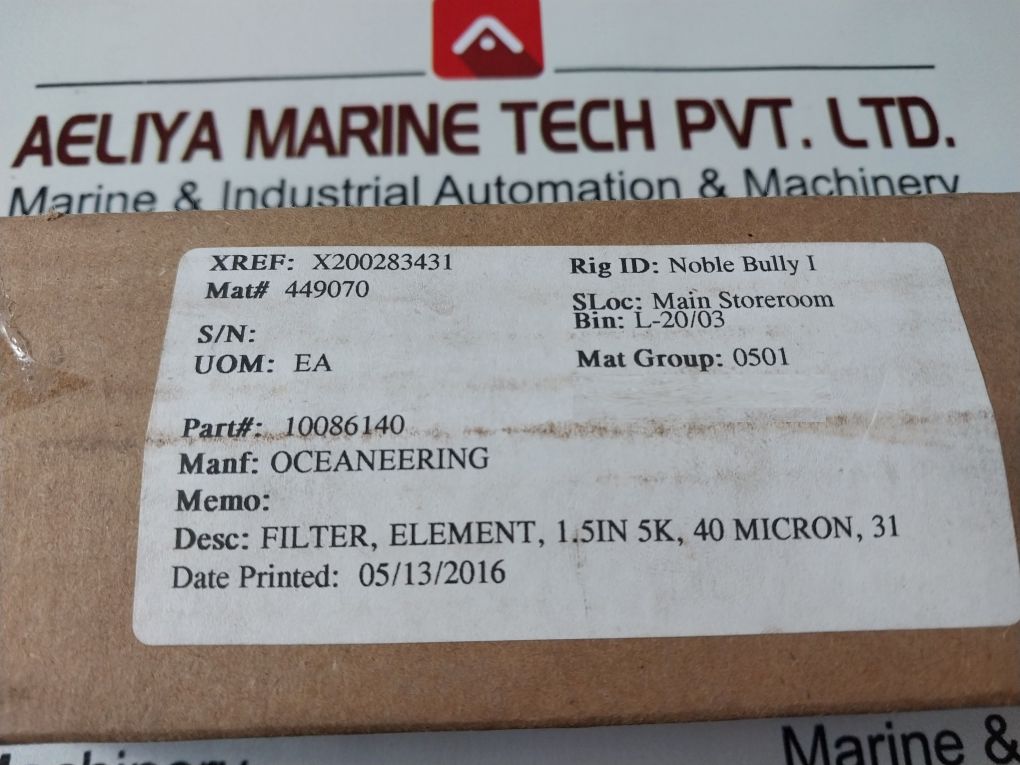 AELIYA MARINE TECH PVT. LTD.
Marine & Industrial Automation & Machinery
XREF: X200283431
Mat# 449070
S/N:
UOM: EA
Rig ID: Noble Bully I
SLoc: Main Storeroom
Bin: L-20/03
Mat Group: 0501
Part#: 10086140
Manf: OCEANEERING
Memo:
Desc: FILTER, ELEMENT, 1.5IN 5K, 40 MICRON, 31
Date Printed: 05/13/2016
Marine &